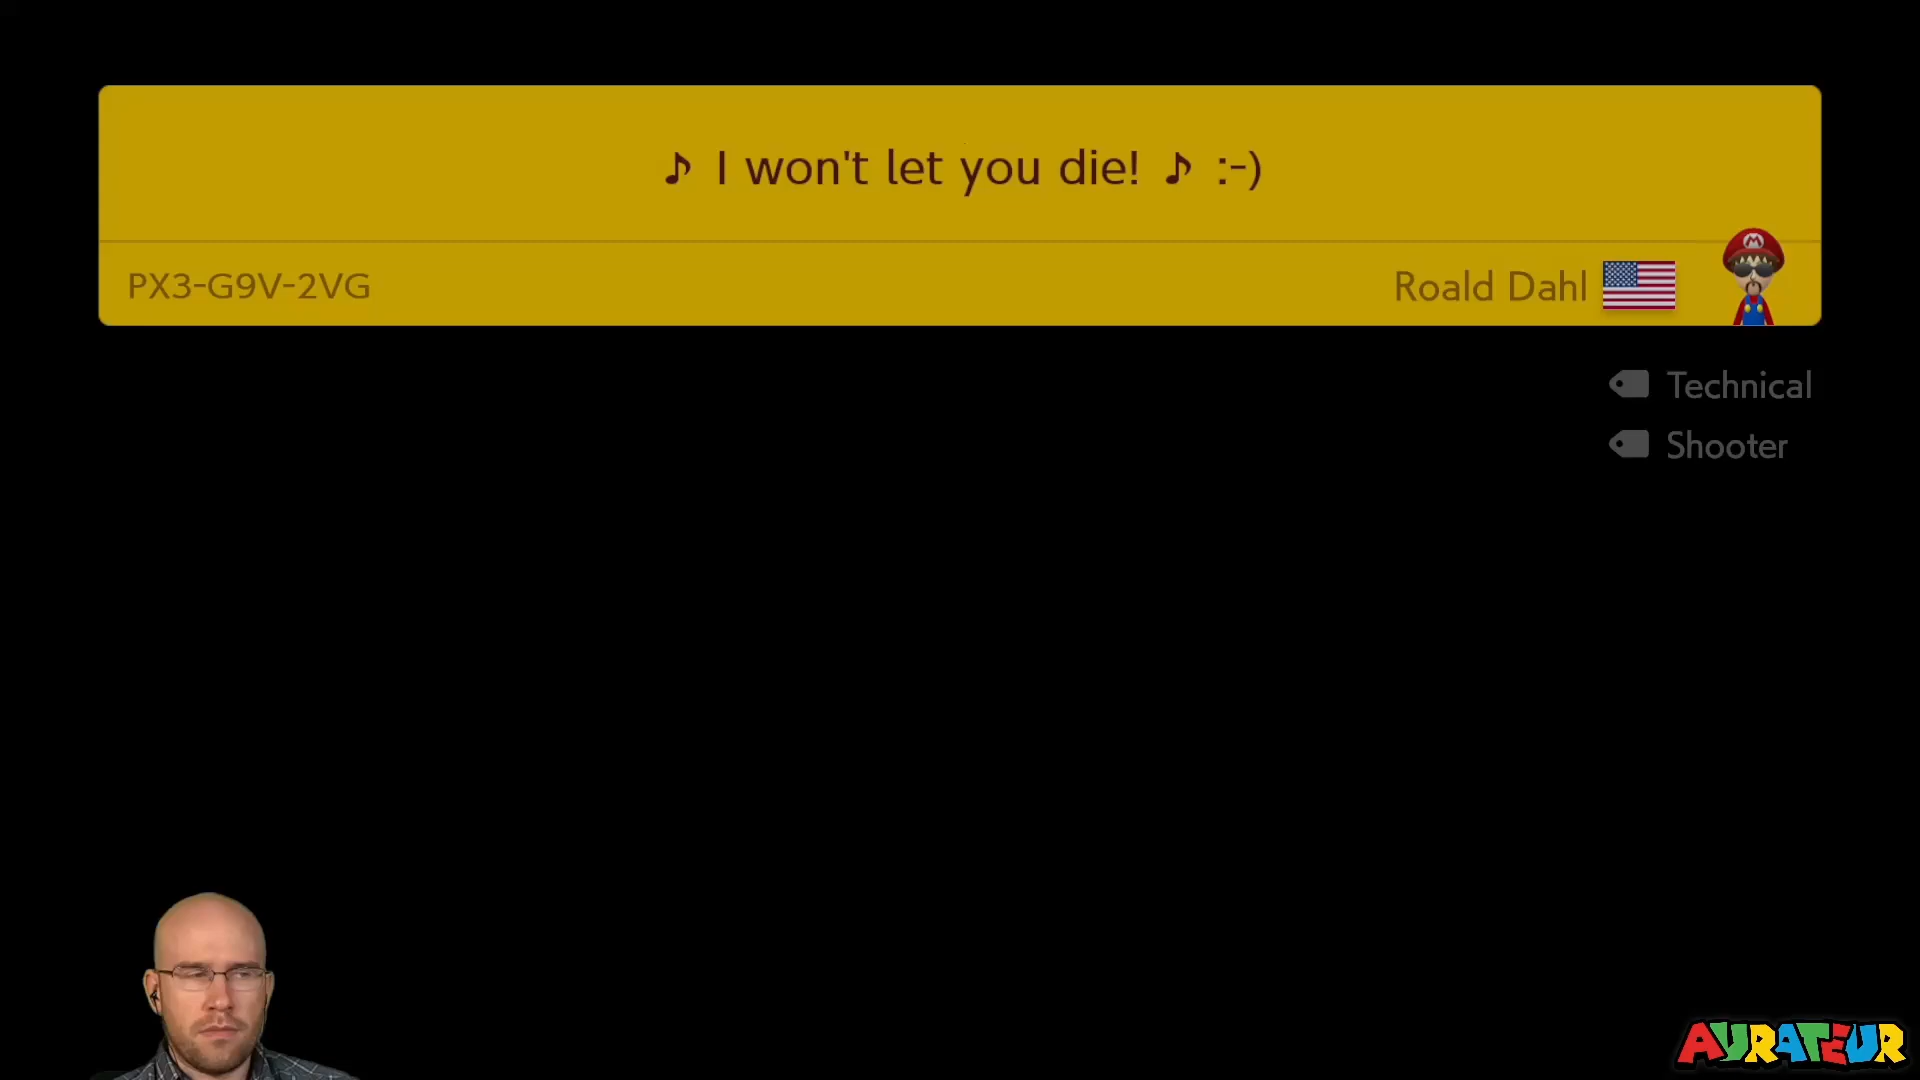 ♪ I won't let you die! ♪ :-)
PX3-G9V-2VG
Roald Dahl
Technical
Shooter
AURATEUR